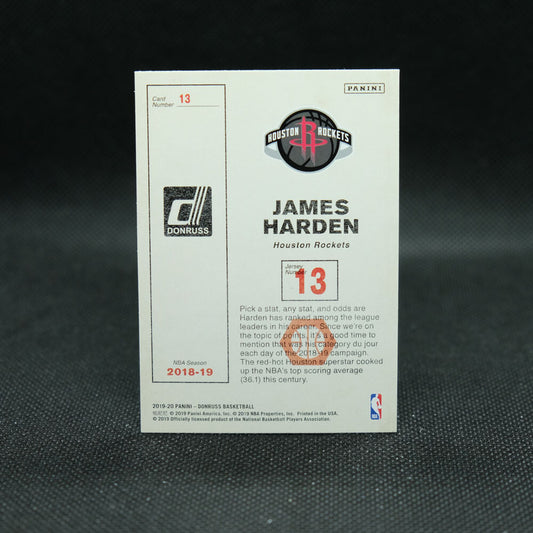 Card
Number 13
PANINI
HOUSTON ROCKETS
DONRUSS
JAMES
HARDEN
Houston Rockets
Jersey
Number
13
Pick a stat, any stat, and odds are
Harden has ranked among the league
leaders in his career. Since we're on
the topic of points, it's a good time to
mention that was his category du jour
each day of the campaign.
The red-hot Houston superstar cooked
up the NBA's top scoring average
(36.1) this century.
NBA Season
2018-19
2019-20 PANINI - DONRUSS BASKETBALL
© 2019 Panini America, Inc. © 2019 NBA Properties, Inc. Printed in the USA.
© 2019 Officially licensed product of the National Basketball Players Association.
NBA